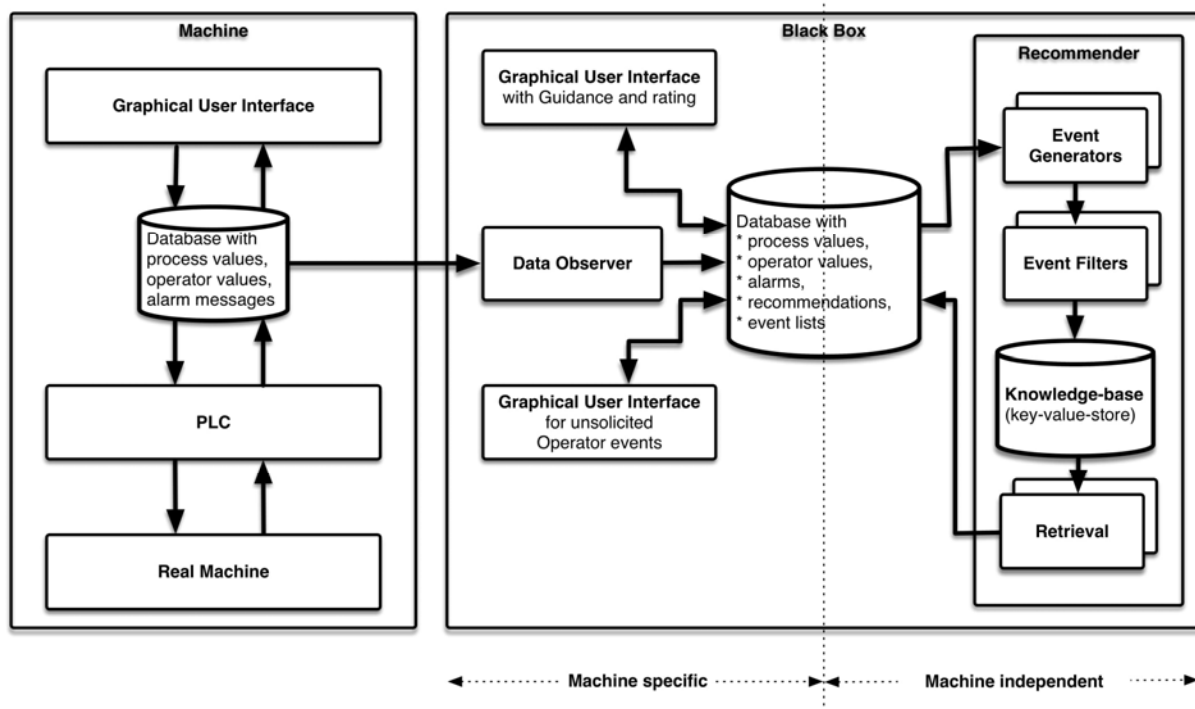 Machine
Graphical User Interface
Database with
process values,
operator values,
alarm messages
PLC
Real Machine
Black Box
Graphical User Interface
with Guidance and rating
Data Observer
Graphical User Interface
for unsolicited
Operator events
Database with
* process values,
* operator values,
* alarms,
* recommendations,
* event lists
Recommender
Event
Generators
Event Filters
Knowledge-base
(key-value-store)
Retrieval
Machine specific
Machine independent